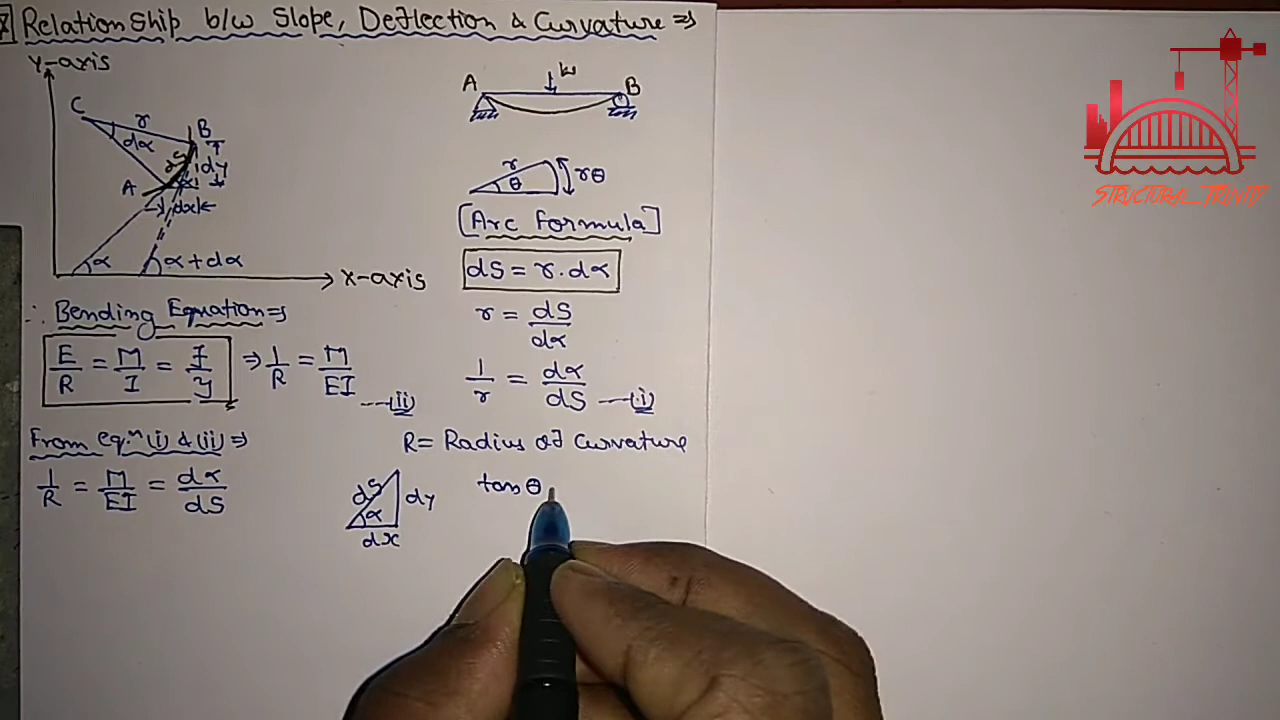 Relationship b/w Slope, Deflection & Curvature ⇒
Y-axis
C
r
dα
B
dy
ds
α
A
dx
α
α+dα
X-axis
A
W
B
r
θ
rθ
[Arc Formula]
dS = r.dα
r = dS/dα
1/r = dα/dS ---(i)
∴ Bending Equation ⇒
E/R = M/I = f/y ⇒ 1/R = M/EI ---(ii)
R = Radius of Curvature
From eqⁿ (i) & (ii) ⇒
1/R = M/EI = dα/dS
dS
α
dy
dx
tan θ
STRUCTURAL_TRINITY